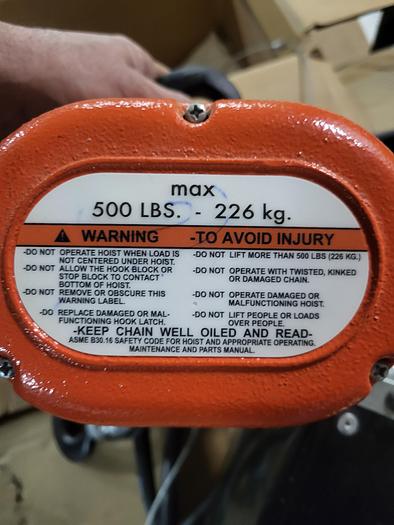 max
500 LBS. - 226 kg.
WARNING -TO AVOID INJURY
-DO NOT OPERATE HOIST WHEN LOAD IS
NOT CENTERED UNDER HOIST.
-DO NOT ALLOW THE HOOK BLOCK OR
STOP BLOCK TO CONTACT
BOTTOM OF HOIST.
-DO NOT REMOVE OR OBSCURE THIS
WARNING LABEL.
-DO REPLACE DAMAGED OR MAL-
FUNCTIONING HOOK LATCH.
-DO NOT LIFT MORE THAN 500 LBS (226 KG.)
-DO NOT OPERATE WITH TWISTED, KINKED
OR DAMAGED CHAIN.
-DO NOT OPERATE DAMAGED OR
MALFUNCTIONING HOIST.
-DO NOT LIFT PEOPLE OR LOADS
OVER PEOPLE.
-KEEP CHAIN WELL OILED AND READ-
ASME B30.16 SAFETY CODE FOR HOIST AND APPROPRIATE OPERATING.
MAINTENANCE AND PARTS MANUAL.